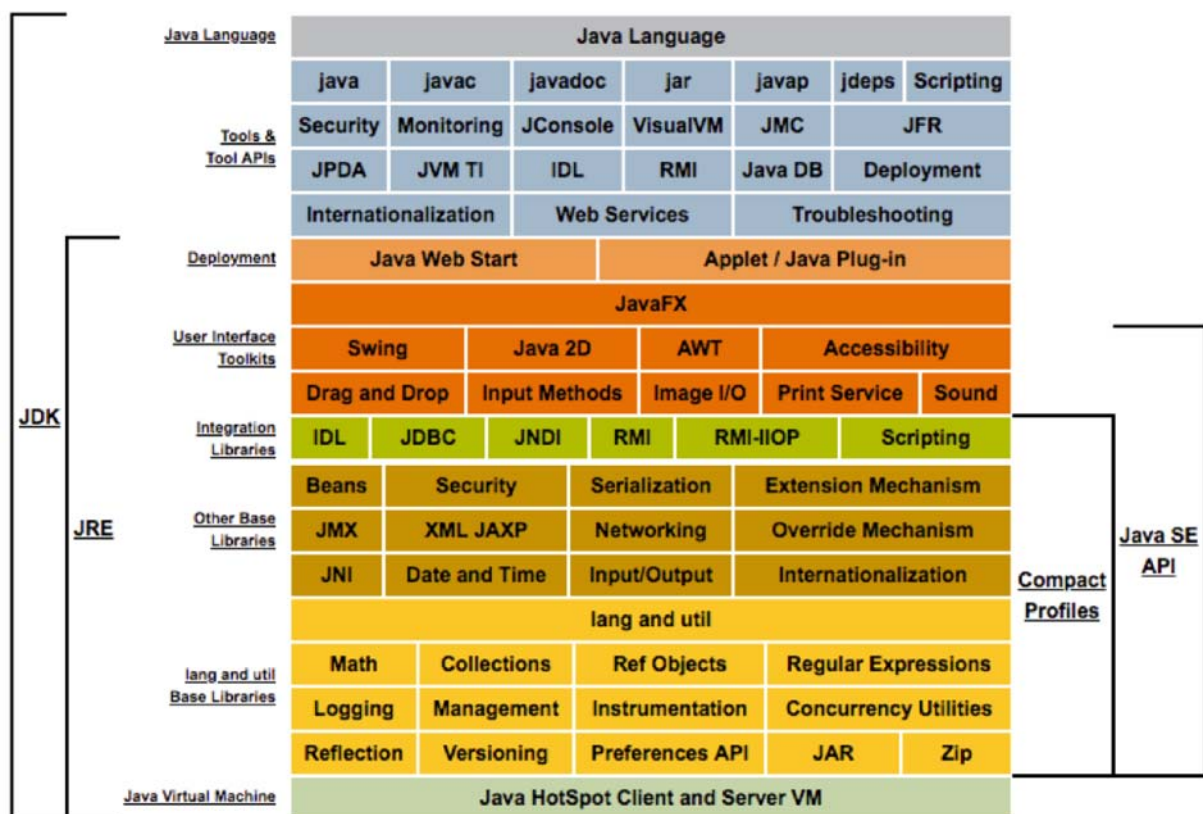 Java Language
Java Language
java javac javadoc jar javap jdeps Scripting
Security Monitoring JConsole VisualVM JMC JFR
Tools &
Tool APIs
JPDA JVM TI IDL RMI Java DB Deployment
Internationalization Web Services Troubleshooting
Deployment
Java Web Start Applet / Java Plug-in
JavaFX
User Interface
Toolkits
Swing Java 2D AWT Accessibility
Drag and Drop Input Methods Image I/O Print Service Sound
JDK
Integration
Libraries
IDL JDBC JNDI RMI RMI-IIOP Scripting
Beans Security Serialization Extension Mechanism
JRE
Other Base
Libraries
JMX XML JAXP Networking Override Mechanism
Java SE
API
JNI Date and Time Input/Output Internationalization
Compact
Profiles
lang and util
lang and util
Base Libraries
Math Collections Ref Objects Regular Expressions
Logging Management Instrumentation Concurrency Utilities
Reflection Versioning Preferences API JAR Zip
Java Virtual Machine
Java HotSpot Client and Server VM